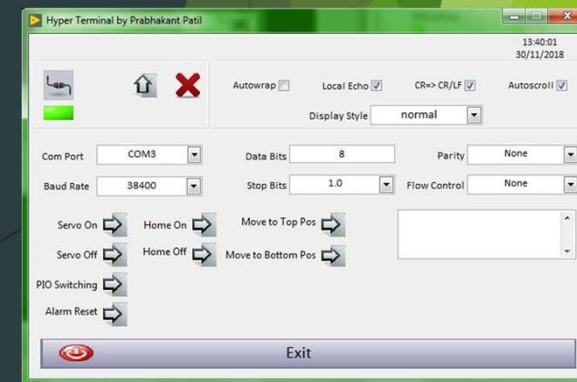 Hyper Terminal by Prabhakant Patil
13:40:01
30/11/2018
Autowrap Local Echo CR=> CR/LF Autoscroll
Display Style normal
Com Port COM3 Data Bits 8 Parity None
Baud Rate 38400 Stop Bits 1.0 Flow Control None
Servo On Home On Move to Top Pos
Servo Off Home Off Move to Bottom Pos
PIO Switching
Alarm Reset
Exit